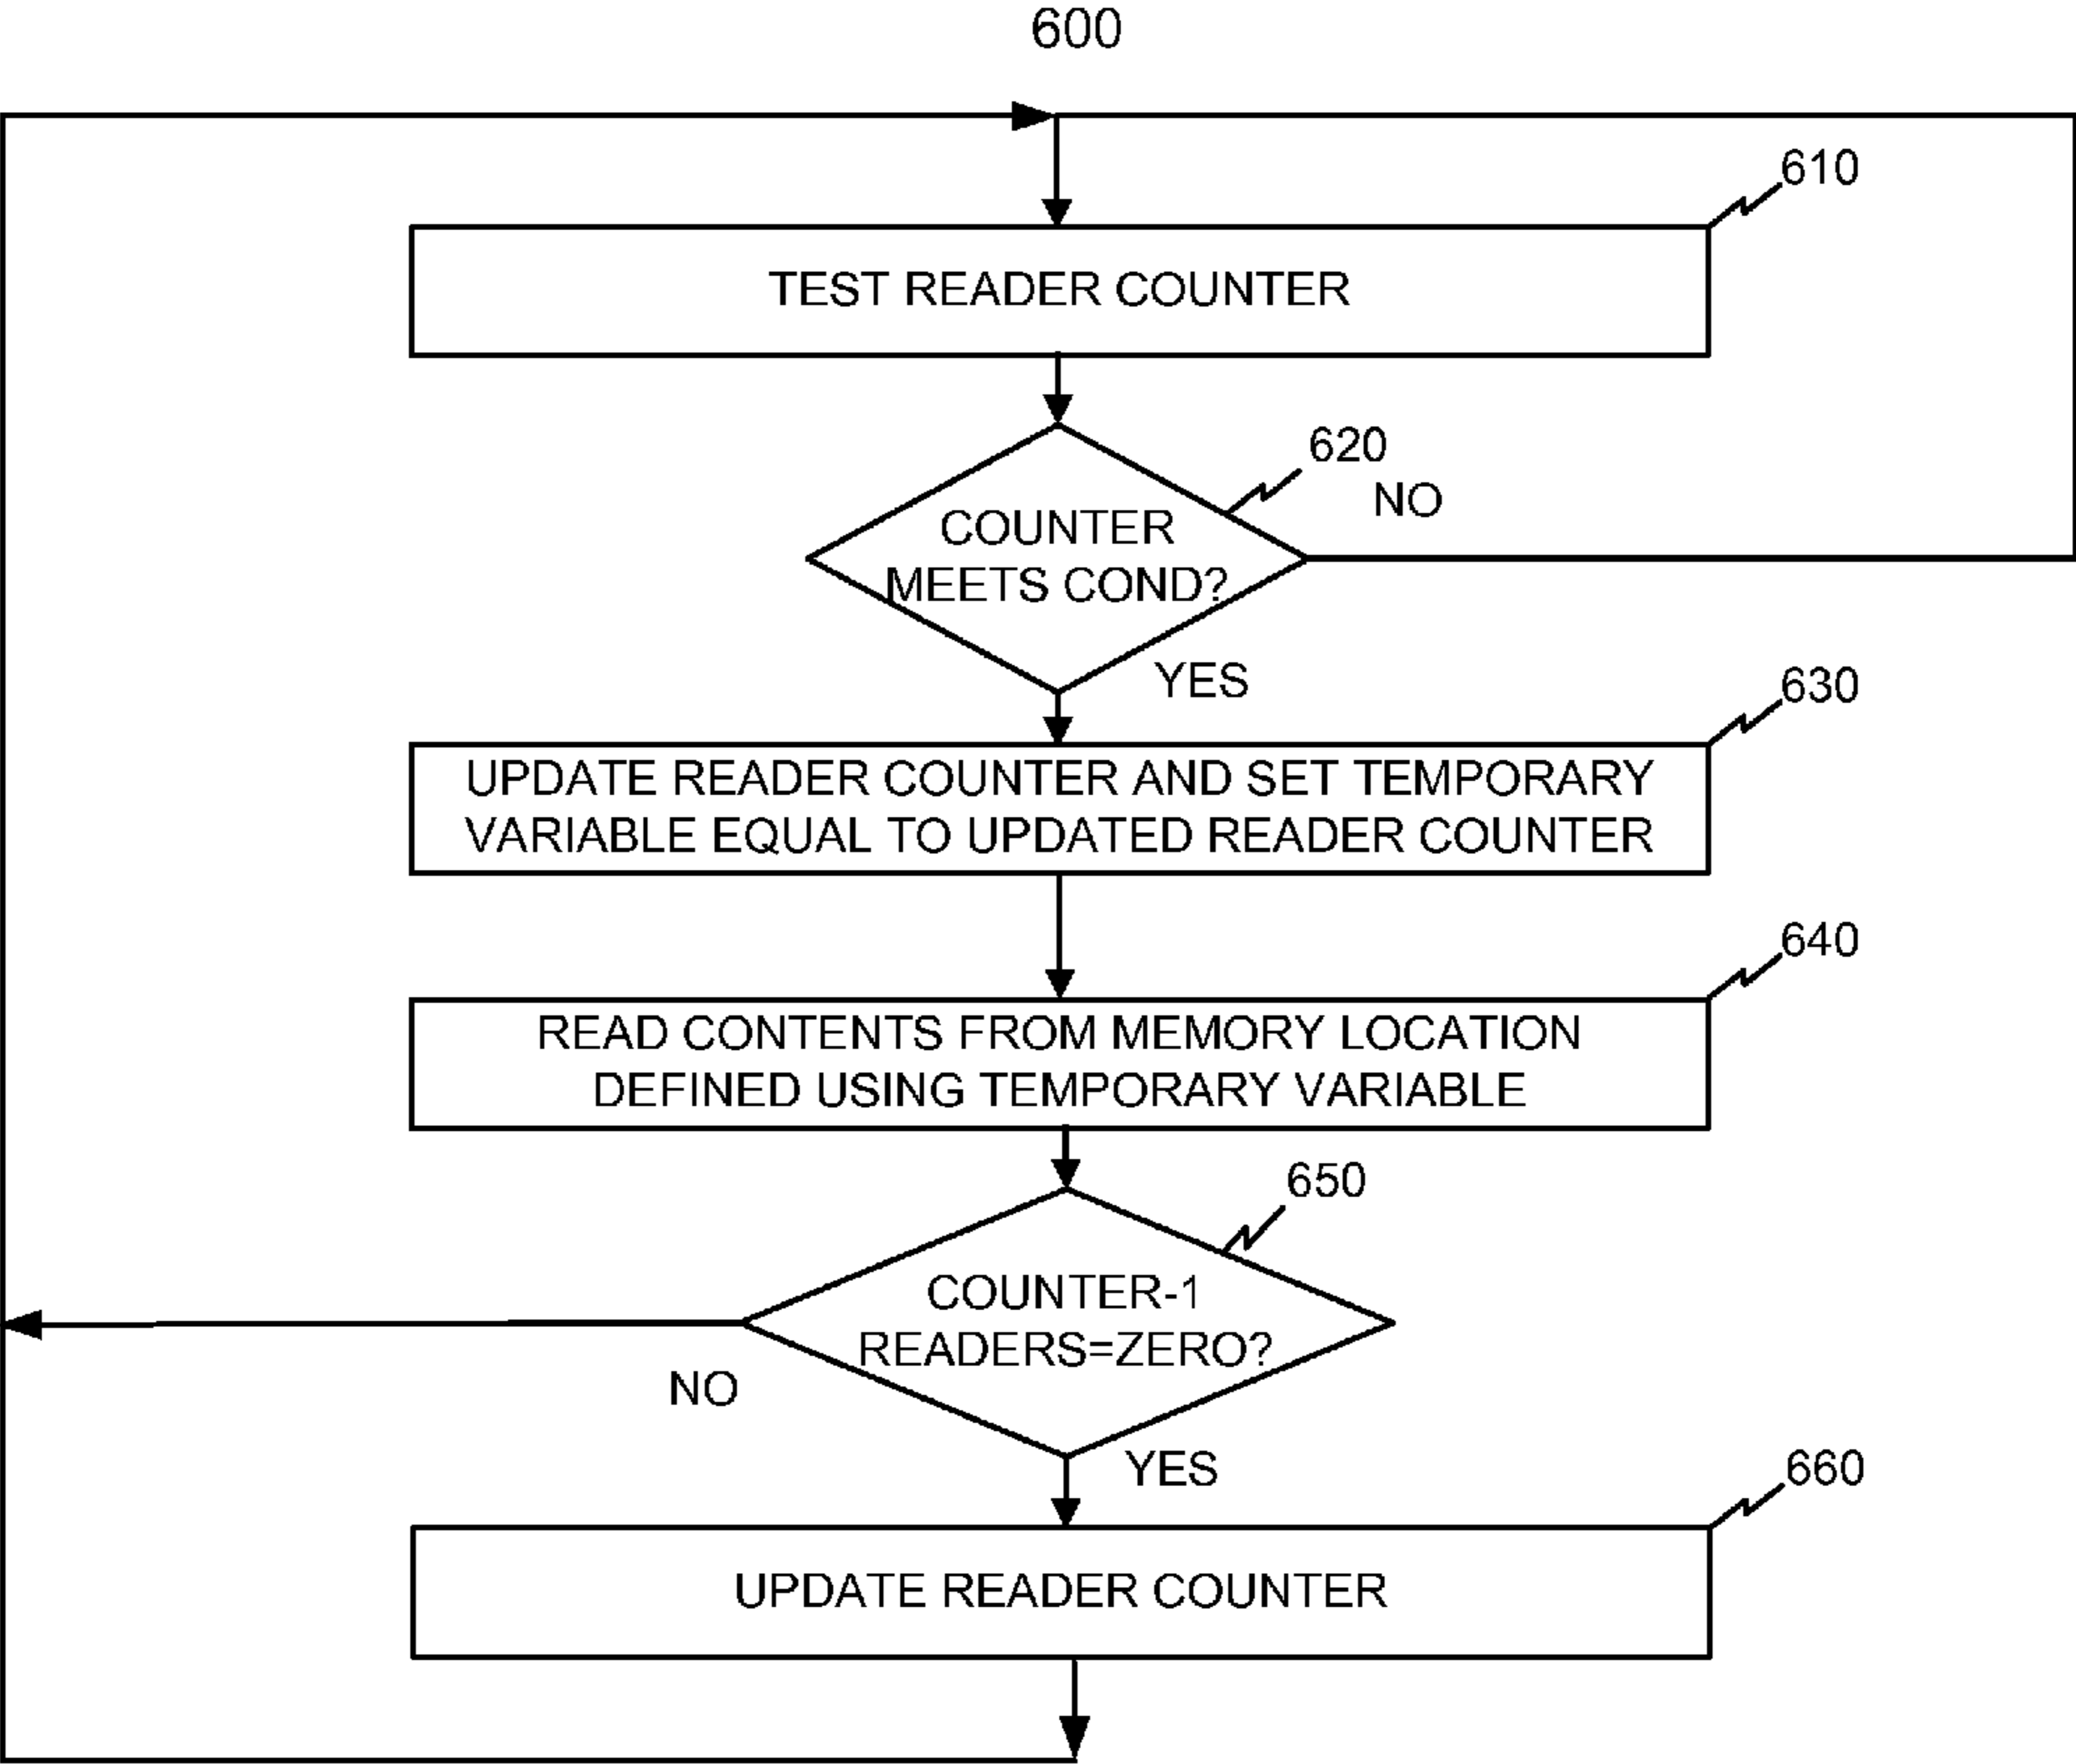 600
610
TEST READER COUNTER
620
NO
COUNTER
MEETS COND?
YES
630
UPDATE READER COUNTER AND SET TEMPORARY
VARIABLE EQUAL TO UPDATED READER COUNTER
640
READ CONTENTS FROM MEMORY LOCATION
DEFINED USING TEMPORARY VARIABLE
650
COUNTER-1
READERS=ZERO?
NO
YES
660
UPDATE READER COUNTER